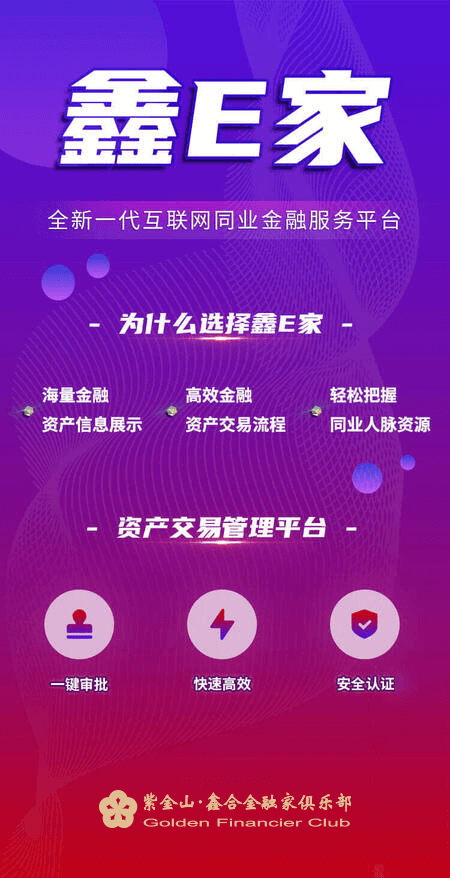 鑫E家
全新一代互联网同业金融服务平台
- 为什么选择鑫E家 -
海量金融
资产信息展示
高效金融
资产交易流程
轻松把握
同业人脉资源
- 资产交易管理平台 -
一键审批
快速高效
安全认证
紫金山·鑫合金融家俱乐部
Golden Financier Club